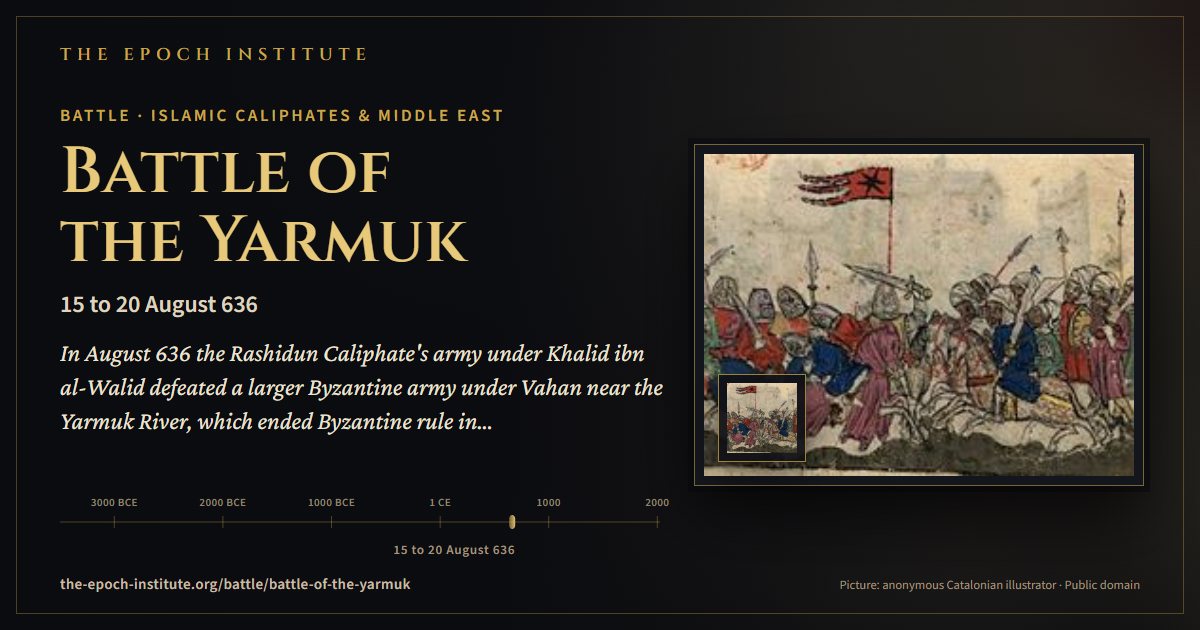 THE EPOCH INSTITUTE
BATTLE · ISLAMIC CALIPHATES & MIDDLE EAST
BATTLE OF
THE YARMUK
15 to 20 August 636
In August 636 the Rashidun Caliphate's army under Khalid ibn
al-Walid defeated a larger Byzantine army under Vahan near the
Yarmuk River, which ended Byzantine rule in...
3000 BCE 2000 BCE 1000 BCE 1 CE 1000 2000
15 to 20 August 636
the-epoch-institute.org/battle/battle-of-the-yarmuk
Picture: anonymous Catalonian illustrator · Public domain